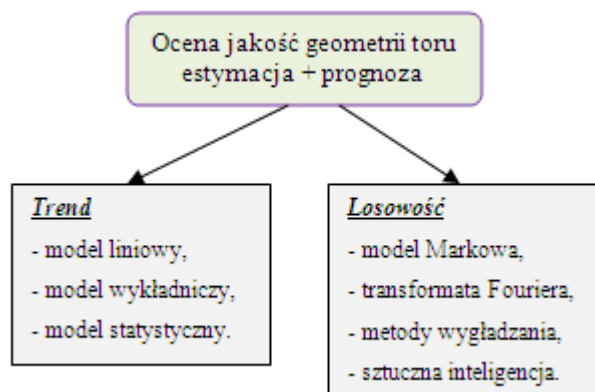 Ocena jakość geometrii toru
estymacja + prognoza
Trend
- model liniowy,
- model wykładniczy,
- model statystyczny.
Losowość
- model Markowa,
- transformata Fouriera,
- metody wygładzania,
- sztuczna inteligencja.